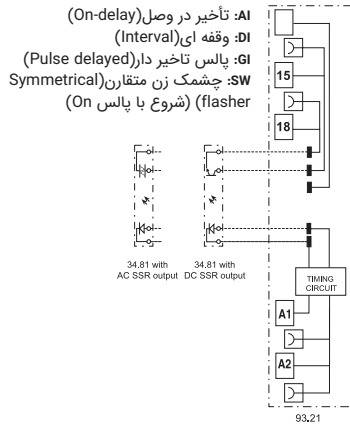 AI: تأخیر در وصل(On-delay)
DI: وقفه ای(Interval)
GI: پالس تاخیر دار(Pulse delayed)
SW: چشمک زن متقارن(Symmetrical
flasher) (شروع با پالس On)
15
18
34.81 with
AC SSR output
34.81 with
DC SSR output
TIMING
CIRCUIT
A1
A2
93.21